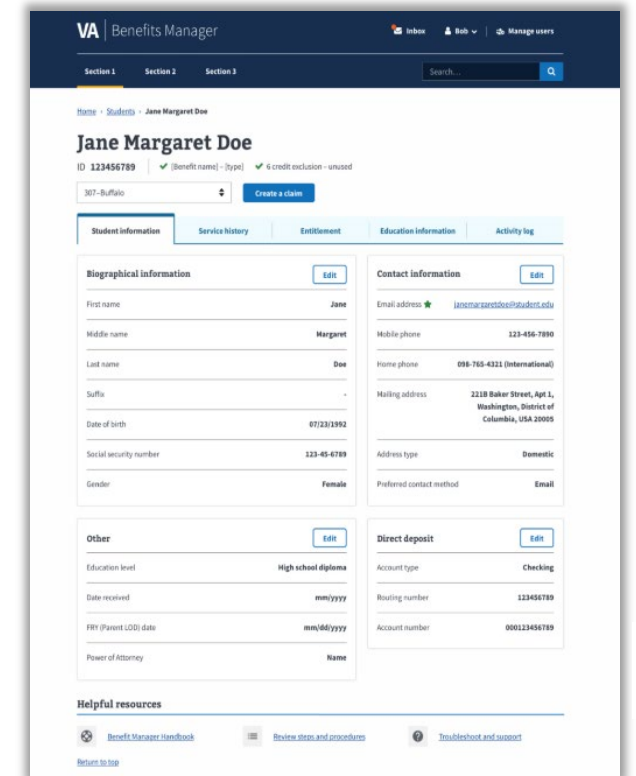 VA Benefits Manager
Inbox Bob Manage users
Section 1 Section 2 Section 3
Search...
Home Students Jane Margaret Doe
Jane Margaret Doe
ID 123456789 [Benefit name] - [type] 6 credit exclusion - unused
307–Buffalo Create a claim
Student information Service history Entitlement Education information Activity log
Biographical information Edit
First name Jane
Middle name Margaret
Last name Doe
Suffix -
Date of birth 07/23/1992
Social security number 123-45-6789
Gender Female
Contact information Edit
Email address janemargaretdoe@student.edu
Mobile phone 123-456-7890
Home phone 098-765-4321 (International)
Mailing address 221B Baker Street, Apt 1,
Washington, District of
Columbia, USA 20005
Address type Domestic
Preferred contact method Email
Other Edit
Education level High school diploma
Date received mm/yyyy
FRY (Parent LOD) date mm/dd/yyyy
Power of Attorney Name
Direct deposit Edit
Account type Checking
Routing number 123456789
Account number 000123456789
Helpful resources
Benefit Manager Handbook Review steps and procedures Troubleshoot and support
Return to top